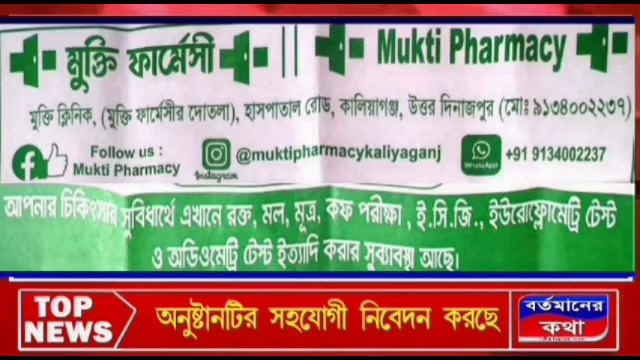 মুক্তি ফার্মেসী || Mukti Pharmacy
মুক্তি ক্লিনিক, (মুক্তি ফার্মেসীর দোতলা), হাসপাতাল রোড, কালিয়াগঞ্জ, উত্তর দিনাজপুর (মোঃ ৯১৩৪০০২২৩৭)
Follow us :
Mukti Pharmacy
Instagram
@muktipharmacykaliyaganj
WhatsApp
+91 9134002237
আপনার চিকিৎসার সুবিধার্থে এখানে রক্ত, মল, মূত্র, কফ পরীক্ষা, ই.সি.জি., ইউরোফ্লোমেট্রি টেস্ট
ও অডিওমেট্রি টেস্ট ইত্যাদি করার সুব্যাবস্থা আছে।
TOP
NEWS
অনুষ্টানটির সহযোগী নিবেদন করছে
বর্তমানের
কথা